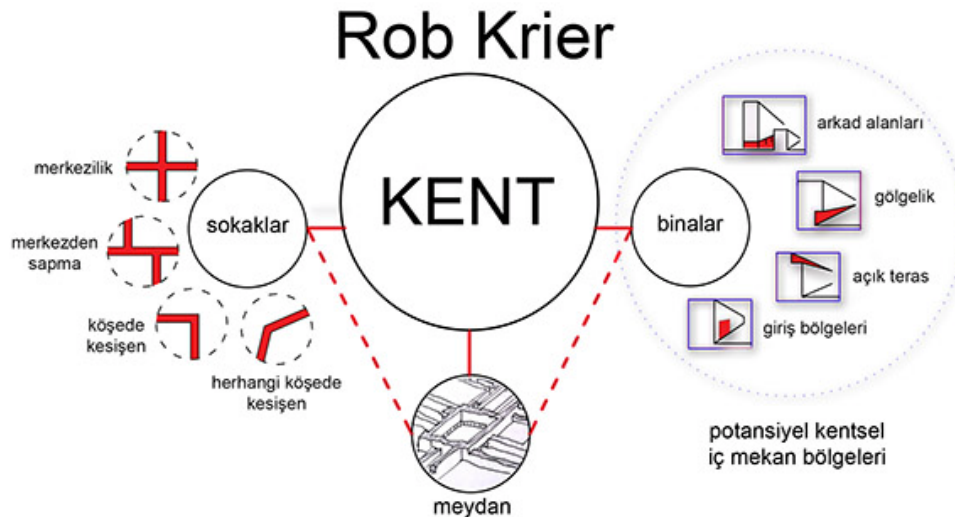 Rob Krier
KENT
merkezilik
sokaklar
merkezden
sapma
köşede
kesişen
herhangi köşede
kesişen
meydan
binalar
arkad alanları
gölgelik
açık teras
giriş bölgeleri
potansiyel kentsel
iç mekan bölgeleri